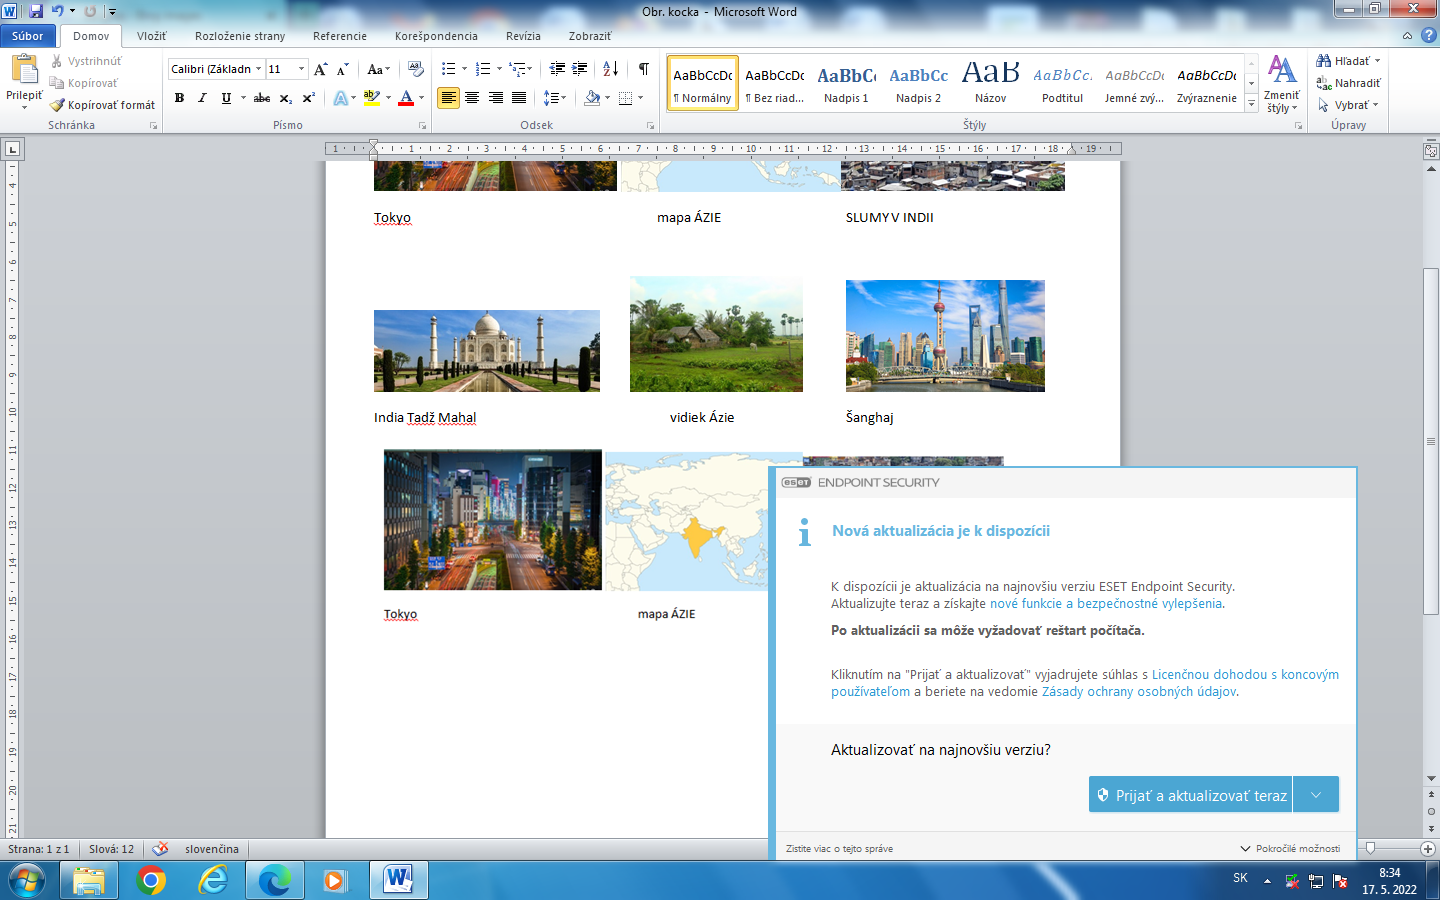 Obr. kocka - Microsoft Word
Súbor Domov Vložiť Rozloženie strany Referencie Korešpondencia Revízia Zobraziť
Prilepiť
Vystrihnúť
Kopírovať
Kopírovať formát
Schránka
Calibri (Základn 11
Písmo
Odsek
AaBbCcDc AaBbCcDc AaBbCc AaBbCc AaB AaBbCc. AaBbCcDc AaBbCcDc
¶ Normálny ¶ Bez riad... Nadpis 1 Nadpis 2 Názov Podtitul Jemné zvý... Zvýraznenie
Zmeniť štýly
Štýly
Hľadať
Nahradiť
Vybrať
Úpravy
Tokyo mapa ÁZIE SLUMY V INDII
India Tadž Mahal vidiek Ázie Šanghaj
Tokyo mapa ÁZIE
eset ENDPOINT SECURITY
Nová aktualizácia je k dispozícii
K dispozícii je aktualizácia na najnovšiu verziu ESET Endpoint Security.
Aktualizujte teraz a získajte nové funkcie a bezpečnostné vylepšenia.
Po aktualizácii sa môže vyžadovať reštart počítača.
Kliknutím na "Prijať a aktualizovať" vyjadrujete súhlas s Licenčnou dohodou s koncovým
používateľom a beriete na vedomie Zásady ochrany osobných údajov.
Aktualizovať na najnovšiu verziu?
Prijať a aktualizovať teraz
Zistite viac o tejto správe Pokročilé možnosti
Strana: 1 z 1 Slová: 12 slovenčina
SK
8:34
17. 5. 2022